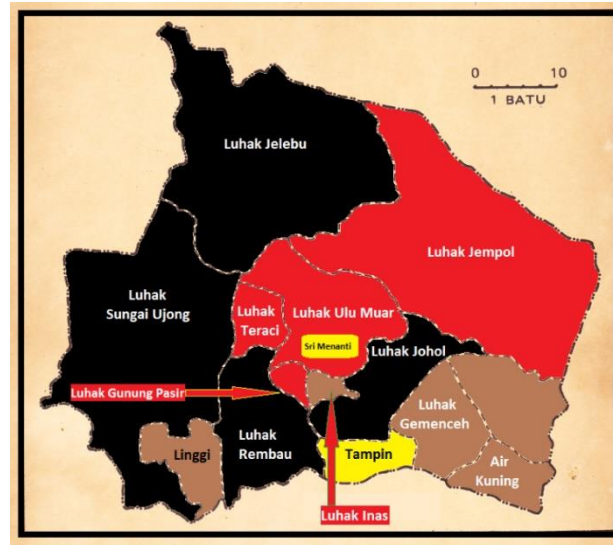 0 10
1 BATU
Luhak Jelebu
Luhak Jempol
Luhak
Sungai Ujong
Luhak
Teraci
Luhak Ulu Muar
Sri Menanti
Luhak Johol
Luhak Gunung Pasir
Luhak
Gemenceh
Linggi
Luhak
Rembau
Tampin
Air
Kuning
Luhak Inas